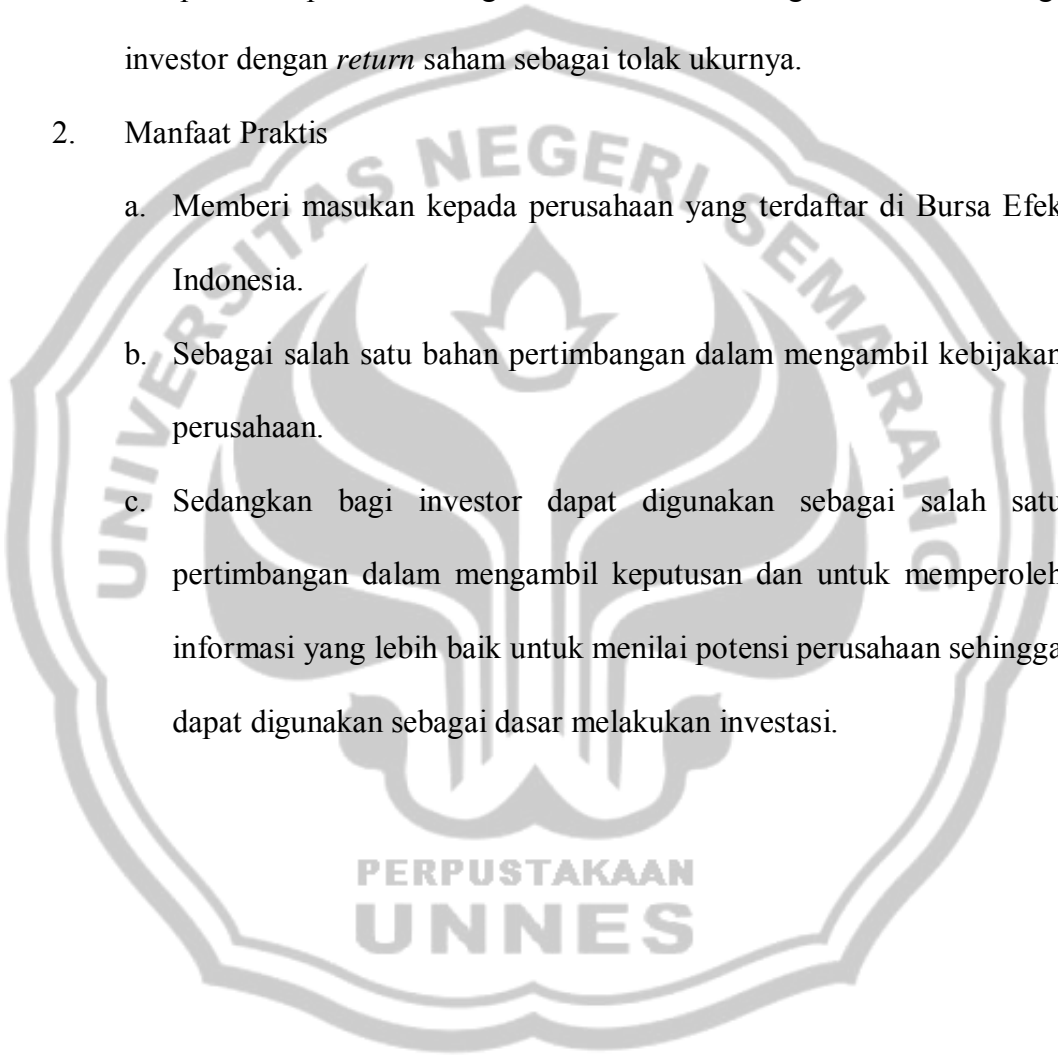 investor dengan return saham sebagai tolak ukurnya.
2. Manfaat Praktis
a. Memberi masukan kepada perusahaan yang terdaftar di Bursa Efek
Indonesia.
b. Sebagai salah satu bahan pertimbangan dalam mengambil kebijakan
perusahaan.
c. Sedangkan bagi investor dapat digunakan sebagai salah satu
pertimbangan dalam mengambil keputusan dan untuk memperoleh
informasi yang lebih baik untuk menilai potensi perusahaan sehingga
dapat digunakan sebagai dasar melakukan investasi.
UNIVERSITAS NEGERI SEMARANG
PERPUSTAKAAN
UNNES